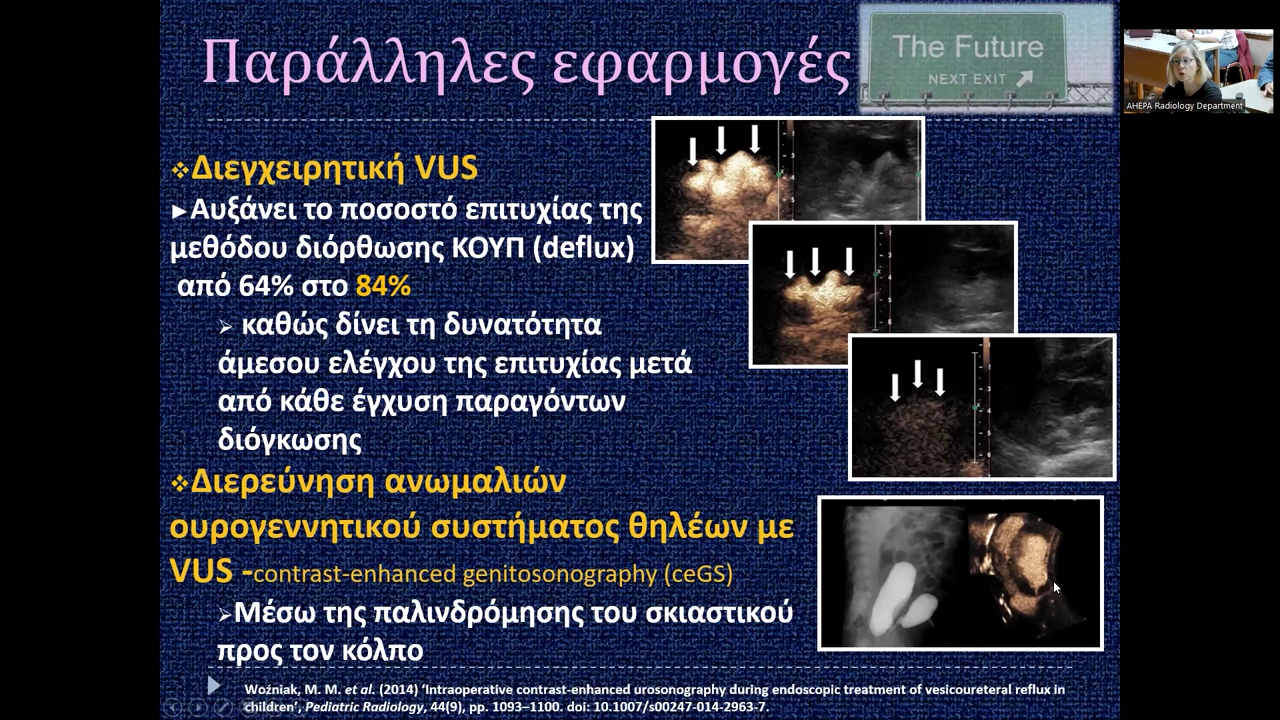 Παράλληλες εφαρμογές
The Future
NEXT EXIT
AHEPA Radiology Department
❖Διεγχειρητική VUS
►Αυξάνει το ποσοστό επιτυχίας της
μεθόδου διόρθωσης ΚΟΥΠ (deflux)
από 64% στο 84%
➢ καθώς δίνει τη δυνατότητα
άμεσου ελέγχου της επιτυχίας μετά
από κάθε έγχυση παραγόντων
διόγκωσης
❖Διερεύνηση ανωμαλιών
ουρογεννητικού συστήματος θηλέων με
VUS -contrast-enhanced genitosonography (ceGS)
➢Μέσω της παλινδρόμησης του σκιαστικού
προς τον κόλπο
Woźniak, M. M. et al. (2014) ‘Intraoperative contrast-enhanced urosonography during endoscopic treatment of vesicoureteral reflux in
children’, Pediatric Radiology, 44(9), pp. 1093–1100. doi: 10.1007/s00247-014-2963-7.